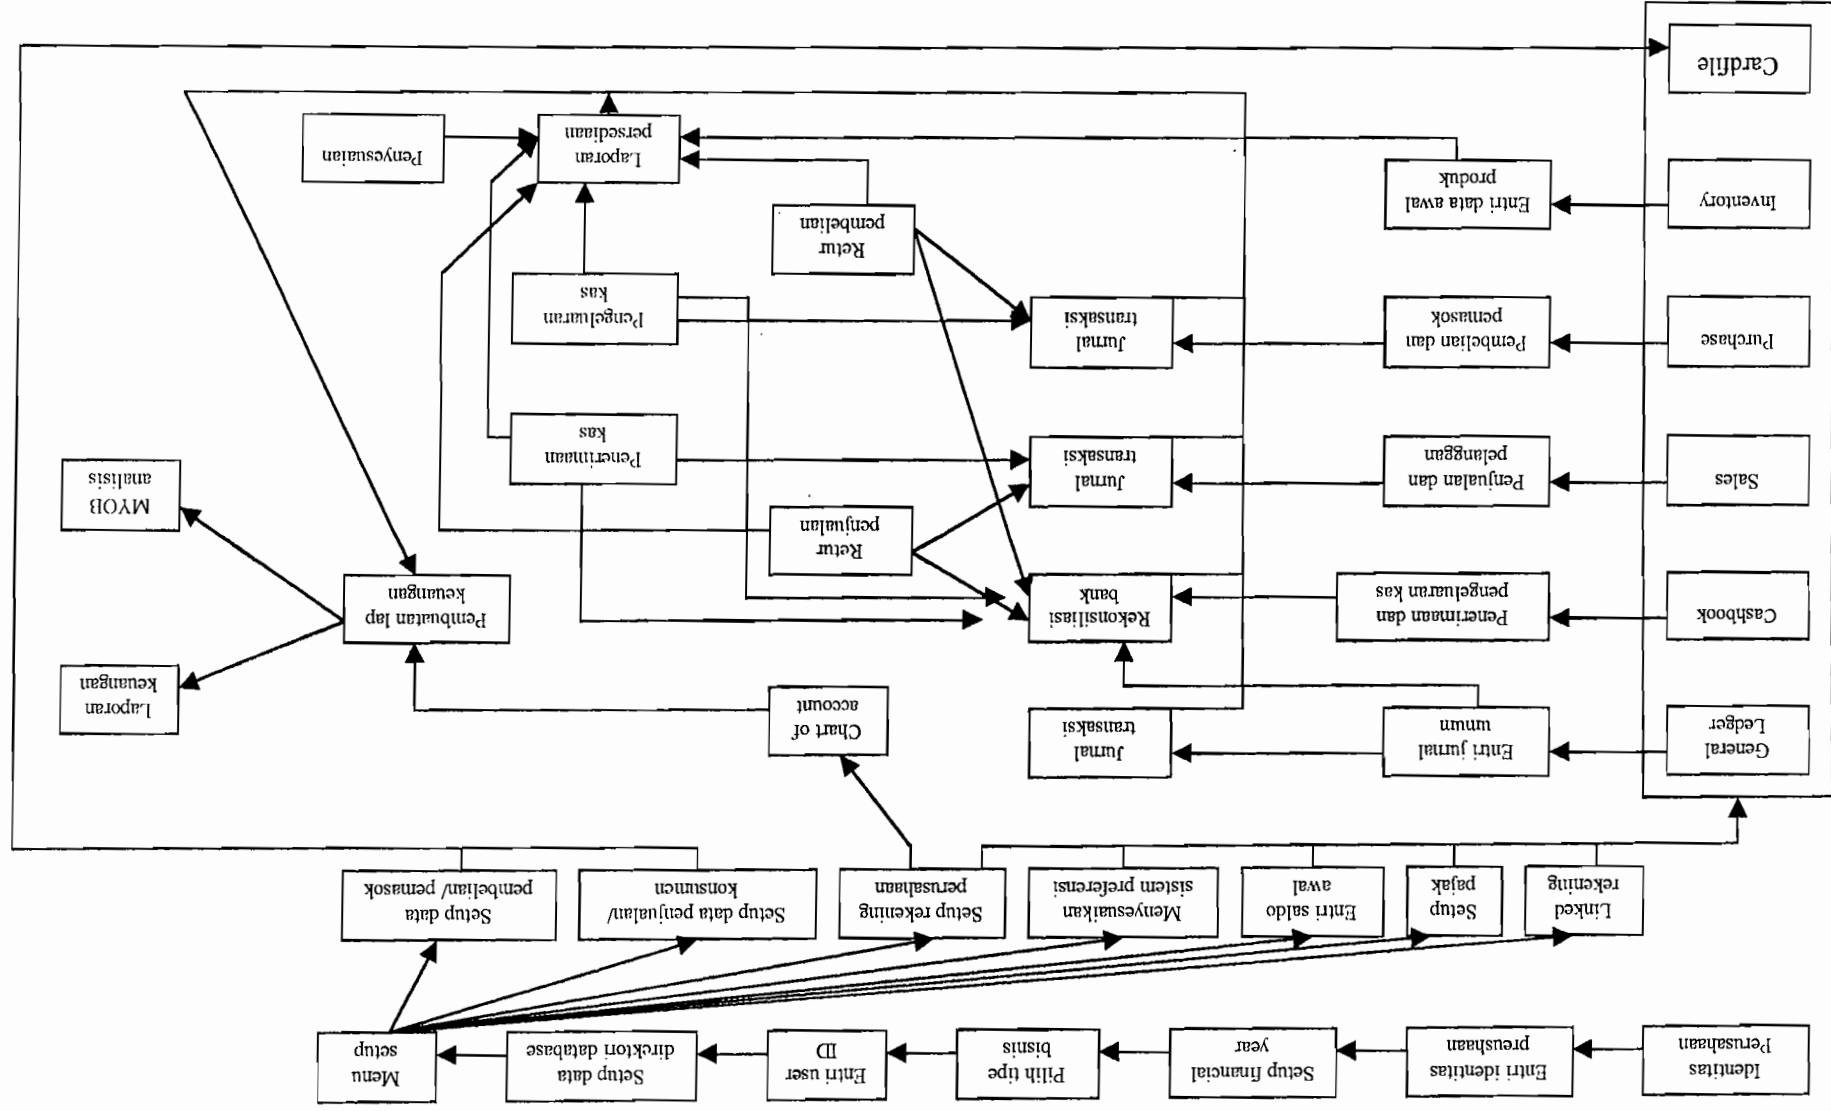 Identitas
Perusahaan
Entri identitas
preushaan
Setup financial
year
Pilih tipe
bisnis
Entri user
ID
Setup data
direktori database
Menu
setup
Linked
rekening
Setup
pajak
Entri saldo
awal
Menyesuaikan
sistem preferensi
Setup rekening
perusahaan
Setup data penjualan/
konsumen
Setup data
pembelian/ pemasok
General
Ledger
Entri jurnal
umum
Jurnal
transaksi
Chart of
account
Laporan
keuangan
Cashbook
Penerimaan dan
pengeluaran kas
Rekonsiliasi
bank
Pembuatan lap
keuangan
Retur
penjualan
Sales
Penjualan dan
pelanggan
Jurnal
transaksi
Penerimaan
kas
MYOB
analisis
Purchase
Pembelian dan
pemasok
Jurnal
transaksi
Pengeluaran
kas
Retur
pembelian
Inventory
Entri data awal
produk
Laporan
persediaan
Penyesuaian
Cardfile